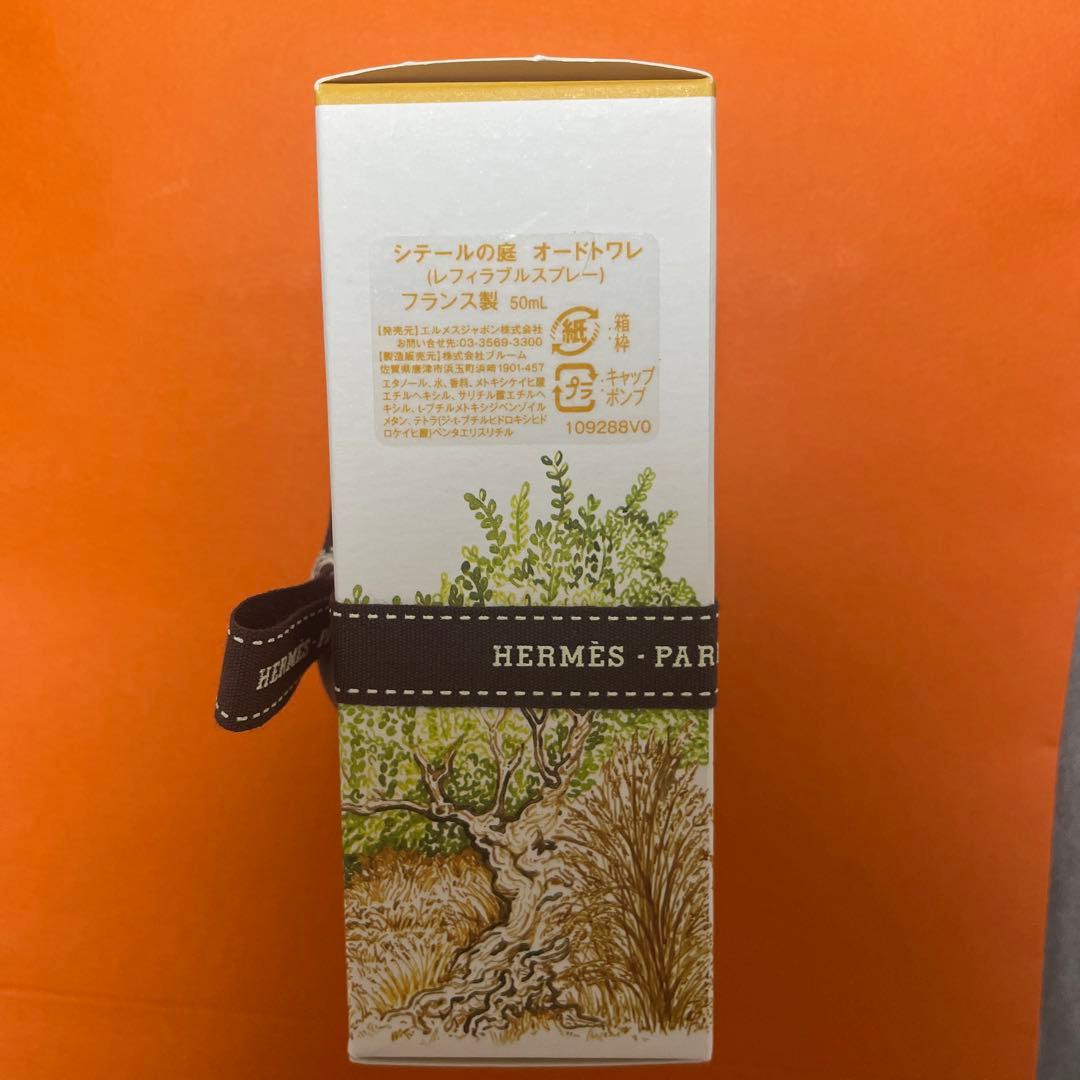 シテールの庭 オードトワレ
(レフィラブルスプレー)
フランス製 50mL
【発売元】エルメスジャポン株式会社
お問い合せ先:03-3569-3300
【製造販売元】株式会社ブルーム
佐賀県唐津市浜玉町浜崎1901-457
エタノール、水、香料、メトキシケイヒ酸
エチルヘキシル、サリチル酸エチルヘ
キシル、t-ブチルメトキシジベンゾイル
メタン、テトラ(ジ-t-ブチルヒドロキシヒド
ロケイヒ酸)ペンタエリスリチル
紙 :箱
枠
プラ :キャップ
ポンプ
109288V0
HERMÈS - PARI
HERMÈS - PAR